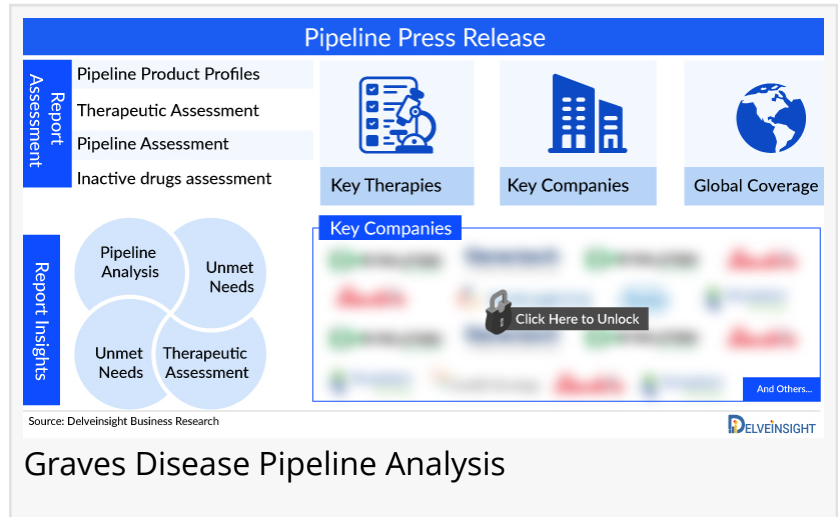 Pipeline Press Release
Report
Assessment
Pipeline Product Profiles
Therapeutic Assessment
Pipeline Assessment
Inactive drugs assessment
Key Therapies
Key Companies
Global Coverage
Report Insights
Pipeline
Analysis
Unmet
Needs
Unmet
Needs
Therapeutic
Assessment
Key Companies
Click Here to Unlock
And Others...
Source: Delveinsight Business Research
DELVEINSIGHT
Graves Disease Pipeline Analysis